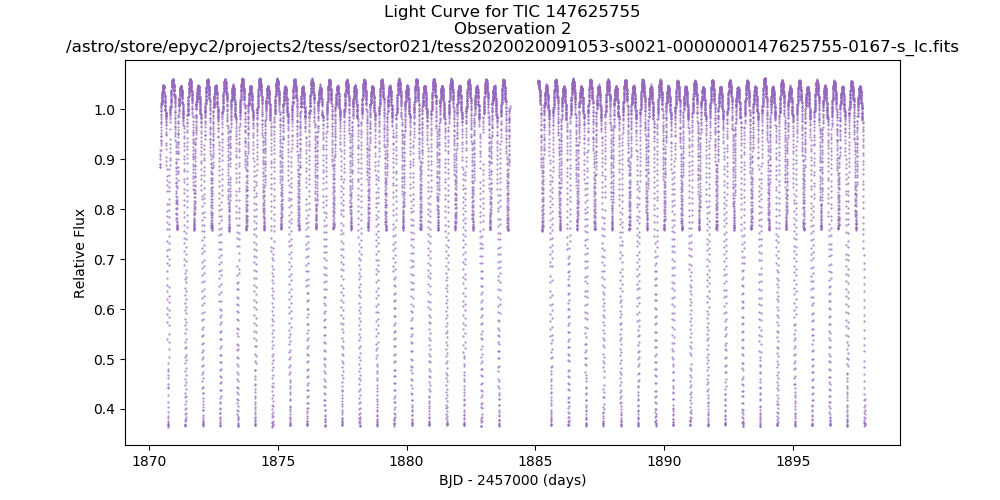 Light Curve for TIC 147625755
Observation 2
/astro/store/epyc2/projects2/tess/sector021/tess2020020091053-s0021-0000000147625755-0167-s_lc.fits
1.0
0.9
0.8
0.7
0.6
0.5
0.4
Relative Flux
1870
1875
1880
1885
1890
1895
BJD - 2457000 (days)